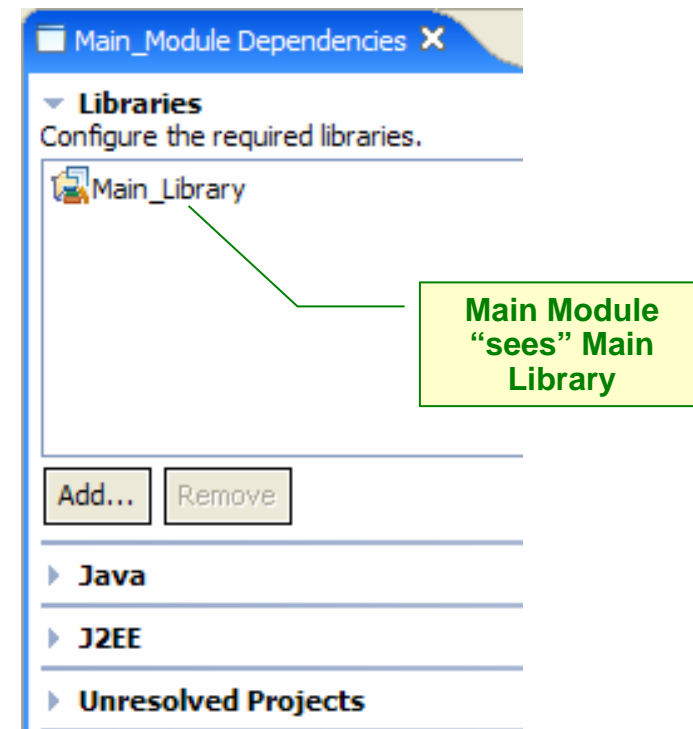 Main_Module Dependencies
Libraries
Configure the required libraries.
Main_Library
Main Module
“sees” Main
Library
Add...
Remove
Java
J2EE
Unresolved Projects